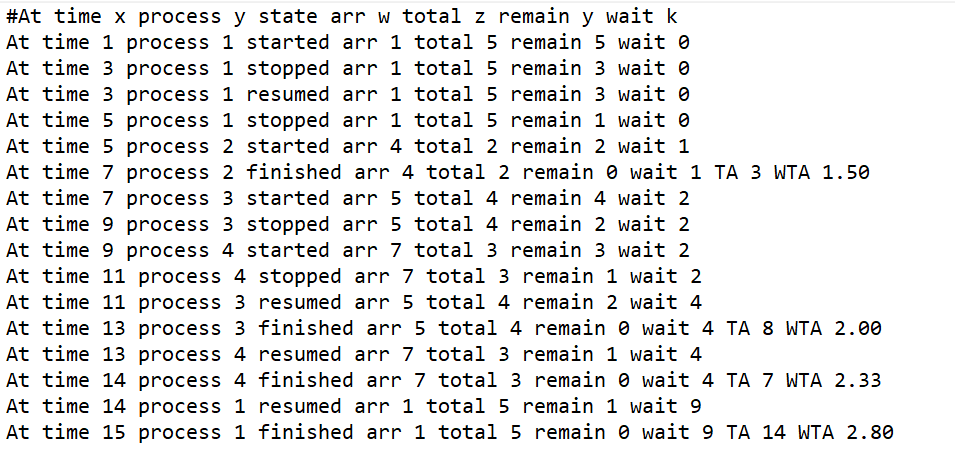 #At time x process y state arr w total z remain y wait k
At time 1 process 1 started arr 1 total 5 remain 5 wait 0
At time 3 process 1 stopped arr 1 total 5 remain 3 wait 0
At time 3 process 1 resumed arr 1 total 5 remain 3 wait 0
At time 5 process 1 stopped arr 1 total 5 remain 1 wait 0
At time 5 process 2 started arr 4 total 2 remain 2 wait 1
At time 7 process 2 finished arr 4 total 2 remain 0 wait 1 TA 3 WTA 1.50
At time 7 process 3 started arr 5 total 4 remain 4 wait 2
At time 9 process 3 stopped arr 5 total 4 remain 2 wait 2
At time 9 process 4 started arr 7 total 3 remain 3 wait 2
At time 11 process 4 stopped arr 7 total 3 remain 1 wait 2
At time 11 process 3 resumed arr 5 total 4 remain 2 wait 4
At time 13 process 3 finished arr 5 total 4 remain 0 wait 4 TA 8 WTA 2.00
At time 13 process 4 resumed arr 7 total 3 remain 1 wait 4
At time 14 process 4 finished arr 7 total 3 remain 0 wait 4 TA 7 WTA 2.33
At time 14 process 1 resumed arr 1 total 5 remain 1 wait 9
At time 15 process 1 finished arr 1 total 5 remain 0 wait 9 TA 14 WTA 2.80